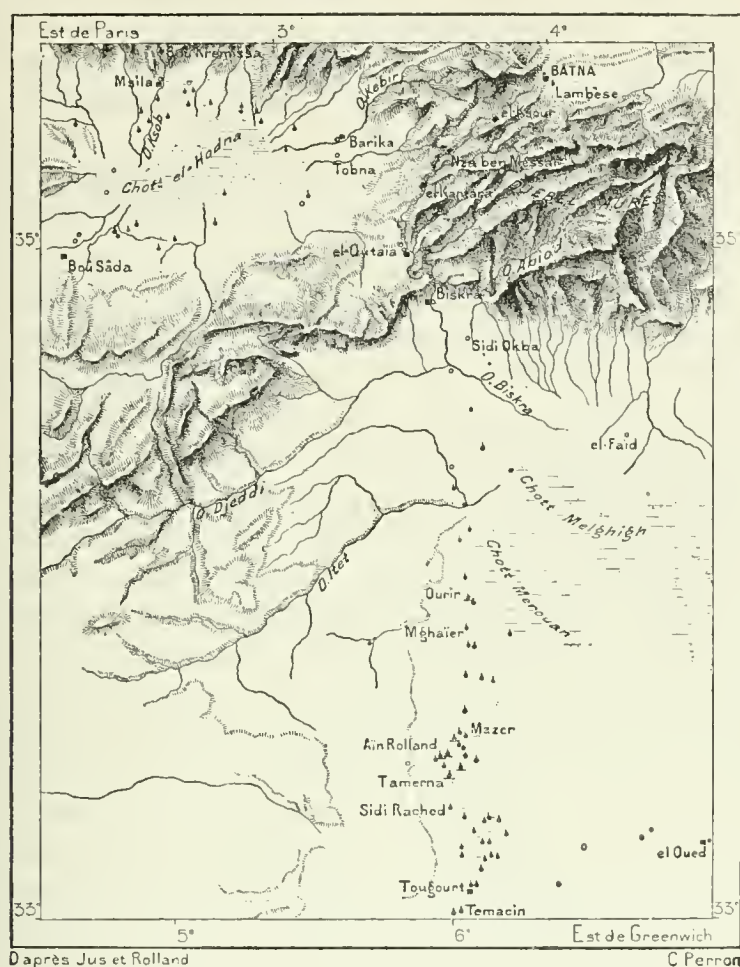 Est de Paris
3°
4°
Bou Kremissa
Msila
BATNA
Lambèse
O. Kebir
el-Ksour
O. Ksob
Barika
Chott-el-Hodna
Tobna
Nza ben Messaï
el-Kantara
DJEBEL AURES
35°
35°
el-Outaïa
O. Abiod
Bou Sâda
Biskra
Sidi Okba
O. Biskra
el-Faid
O. Djeddi
Chott Melghigh
O. Itel
Chott Merouan
Ourir
Mghaïer
Mazer
Aïn Rolland
Tamerna
Sidi Rached
el Oued
Tougourt
Temacin
33°
33°
5°
6°
Est de Greenwich
D'après Jus et Rolland
C. Perron